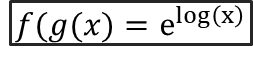 f(g(x) = e^log(x)